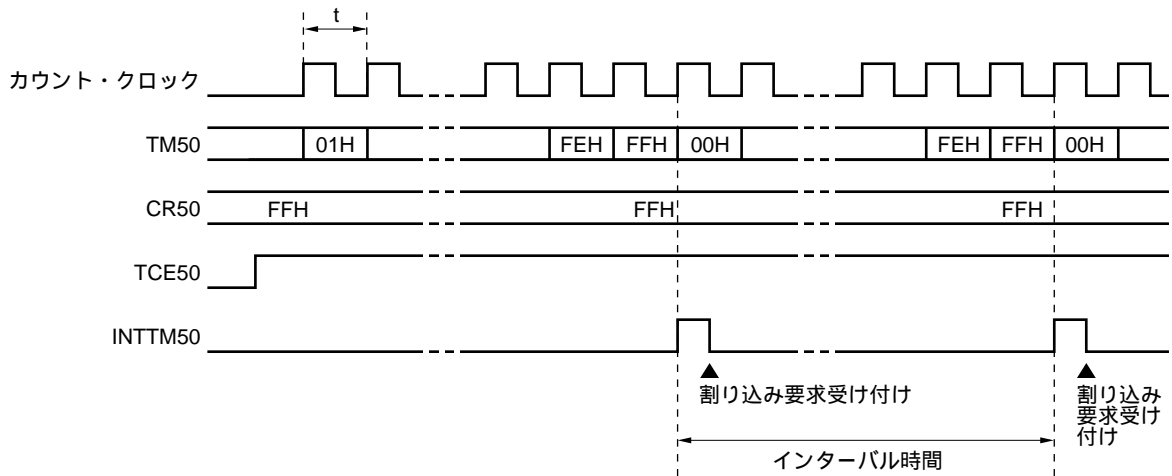 t
カウント・クロック
TM50 01H FEH FFH 00H FEH FFH 00H
CR50 FFH FFH FFH
TCE50
INTTM50
割り込み要求受け付け
割り込み
要求受け
付け
インターバル時間